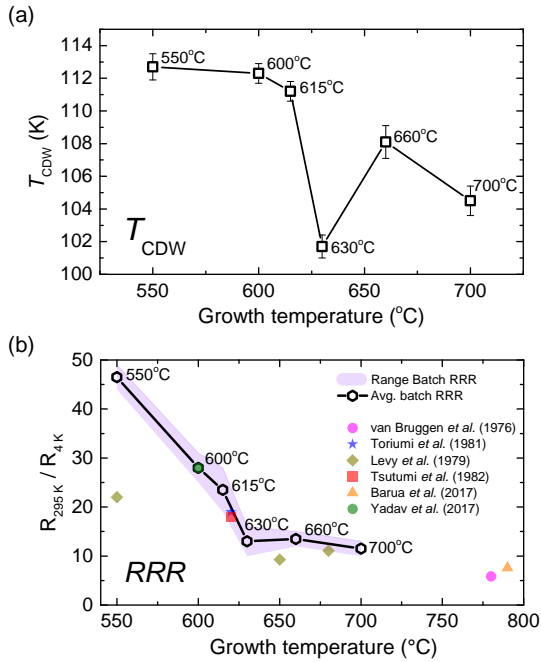 (a)
114
112
110
108
106
104
102
100
T_CDW (K)
550°C
600°C
615°C
630°C
660°C
700°C
T_CDW
550
600
650
700
Growth temperature (°C)
(b)
50
40
30
20
10
0
R_295 K / R_4 K
550°C
600°C
615°C
630°C
660°C
700°C
Range Batch RRR
Avg. batch RRR
van Bruggen et al. (1976)
Toriumi et al. (1981)
Levy et al. (1979)
Tsutumi et al. (1982)
Barua et al. (2017)
Yadav et al. (2017)
RRR
550
600
650
700
750
800
Growth temperature (°C)